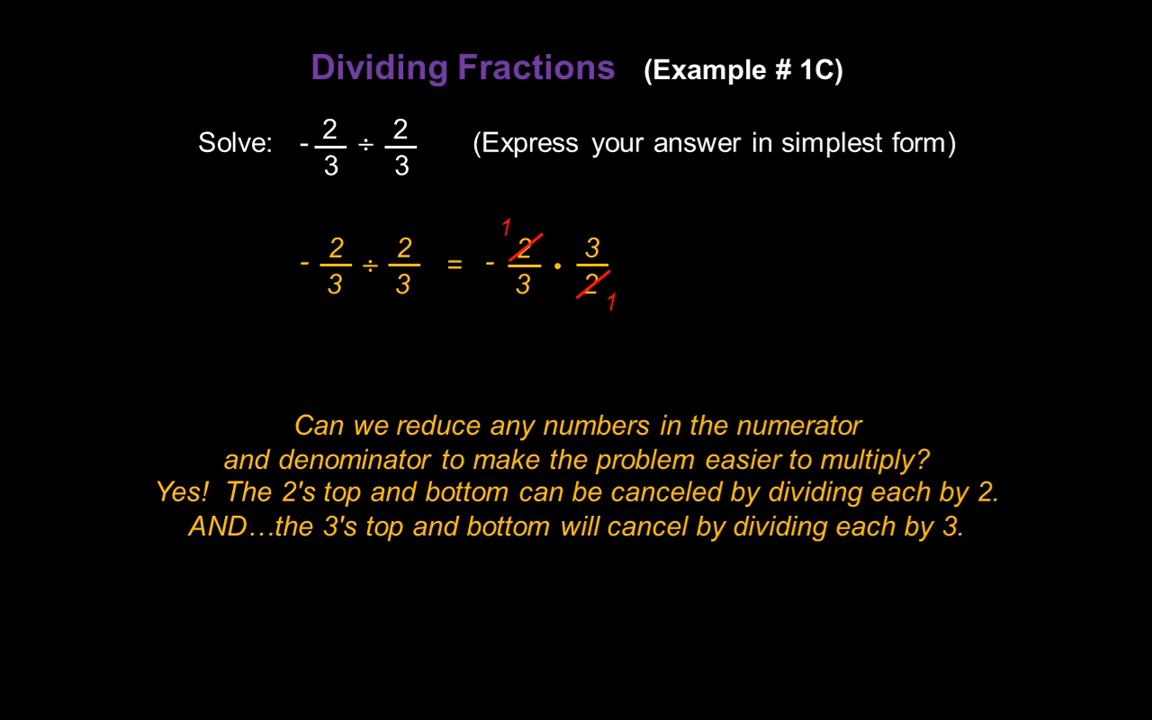 Dividing Fractions (Example # 1C)
Solve: - 2/3 ÷ 2/3 (Express your answer in simplest form)
1
- 2/3 ÷ 2/3 = - 2/3 • 3/2
1
Can we reduce any numbers in the numerator
and denominator to make the problem easier to multiply?
Yes! The 2's top and bottom can be canceled by dividing each by 2.
AND…the 3's top and bottom will cancel by dividing each by 3.